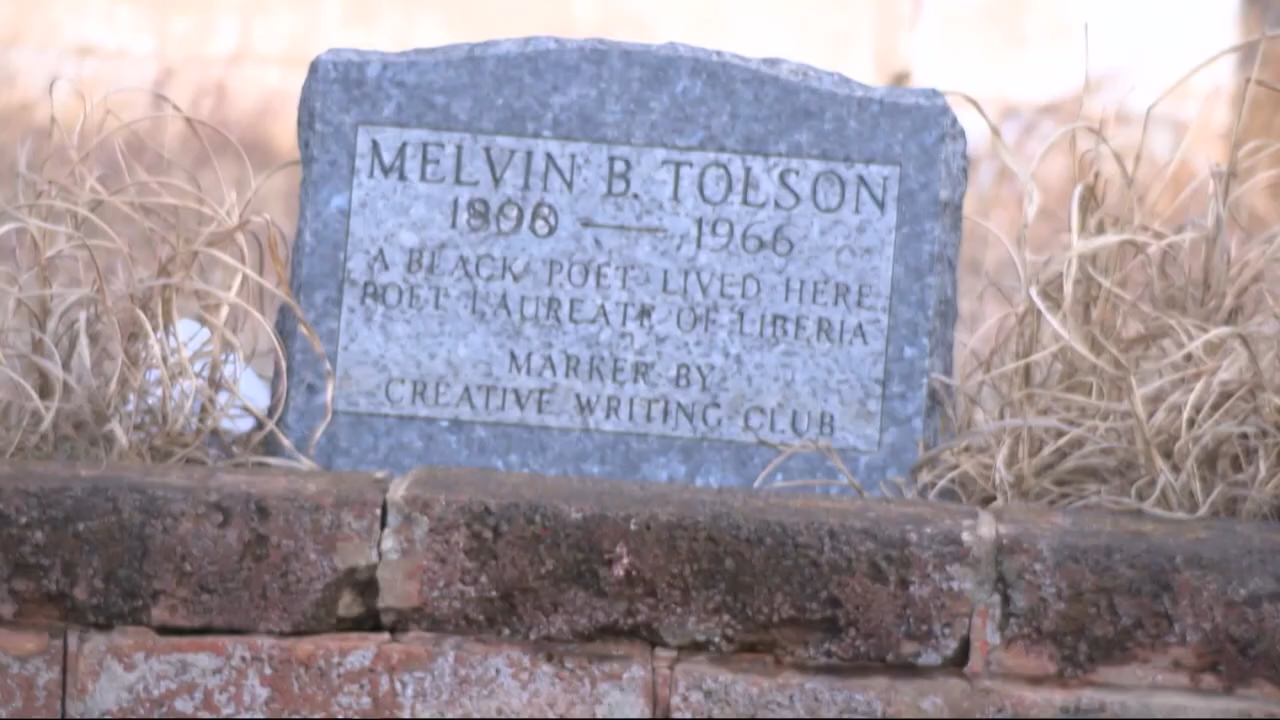 MELVIN B. TOLSON
1898 — 1966
A BLACK POET LIVED HERE
POET LAUREATE OF LIBERIA
MARKER BY
CREATIVE WRITING CLUB